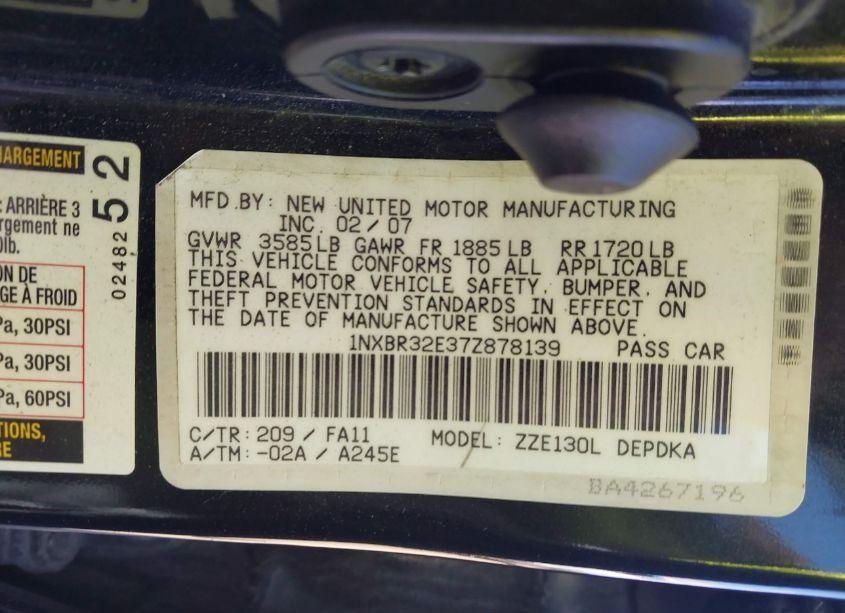 HARGEMENT
: ARRIÈRE 3
rgement ne
0lb.
ON DE
GE À FROID
Pa, 30PSI
Pa, 30PSI
Pa, 60PSI
TIONS,
RE
52
02482
MFD.BY: NEW UNITED MOTOR MANUFACTURING
INC. 02/07
GVWR 3585LB GAWR FR 1885LB RR 1720LB
THIS VEHICLE CONFORMS TO ALL APPLICABLE
FEDERAL MOTOR VEHICLE SAFETY, BUMPER, AND
THEFT PREVENTION STANDARDS IN EFFECT ON
THE DATE OF MANUFACTURE SHOWN ABOVE.
1NXBR32E37Z878139 PASS CAR
C/TR: 209 / FA11 MODEL: ZZE130L DEPDKA
A/TM: -02A / A245E
BA4267196